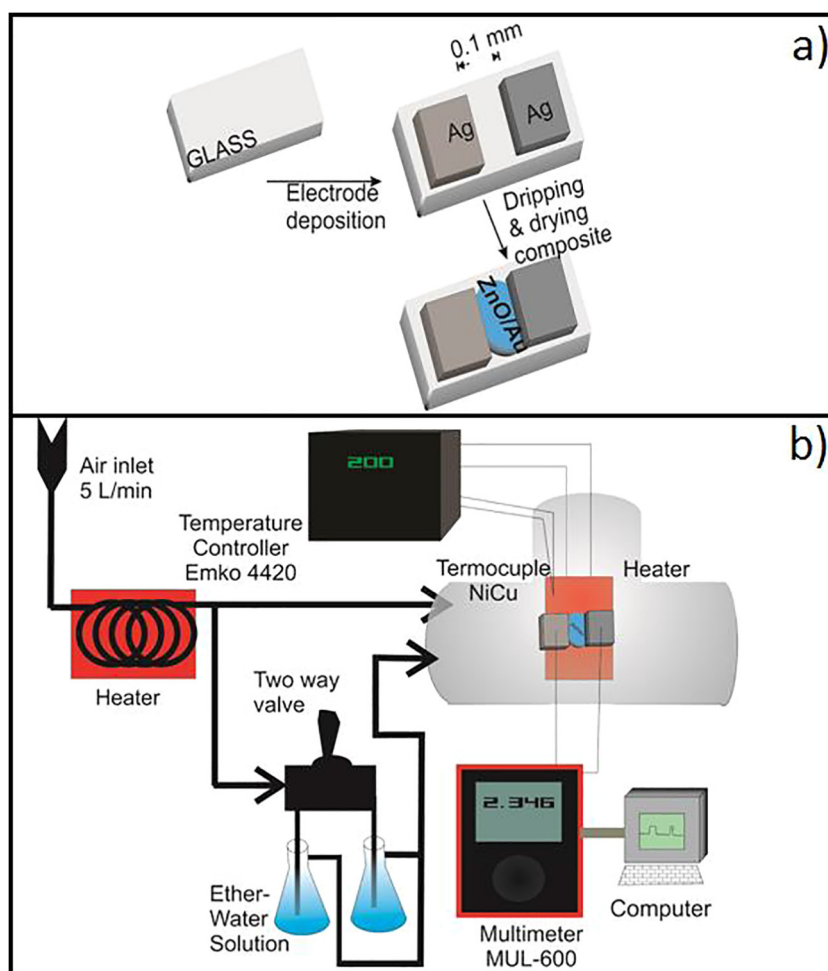 a)
0.1 mm
GLASS
Ag
Ag
Electrode
deposition
Dripping
& drying
composite
ZnO/Au
b)
Air inlet
5 L/min
200
Temperature
Controller
Emko 4420
Termocuple
NiCu
Heater
Heater
Two way
valve
2.346
Ether-
Water
Solution
Multimeter
MUL-600
Computer